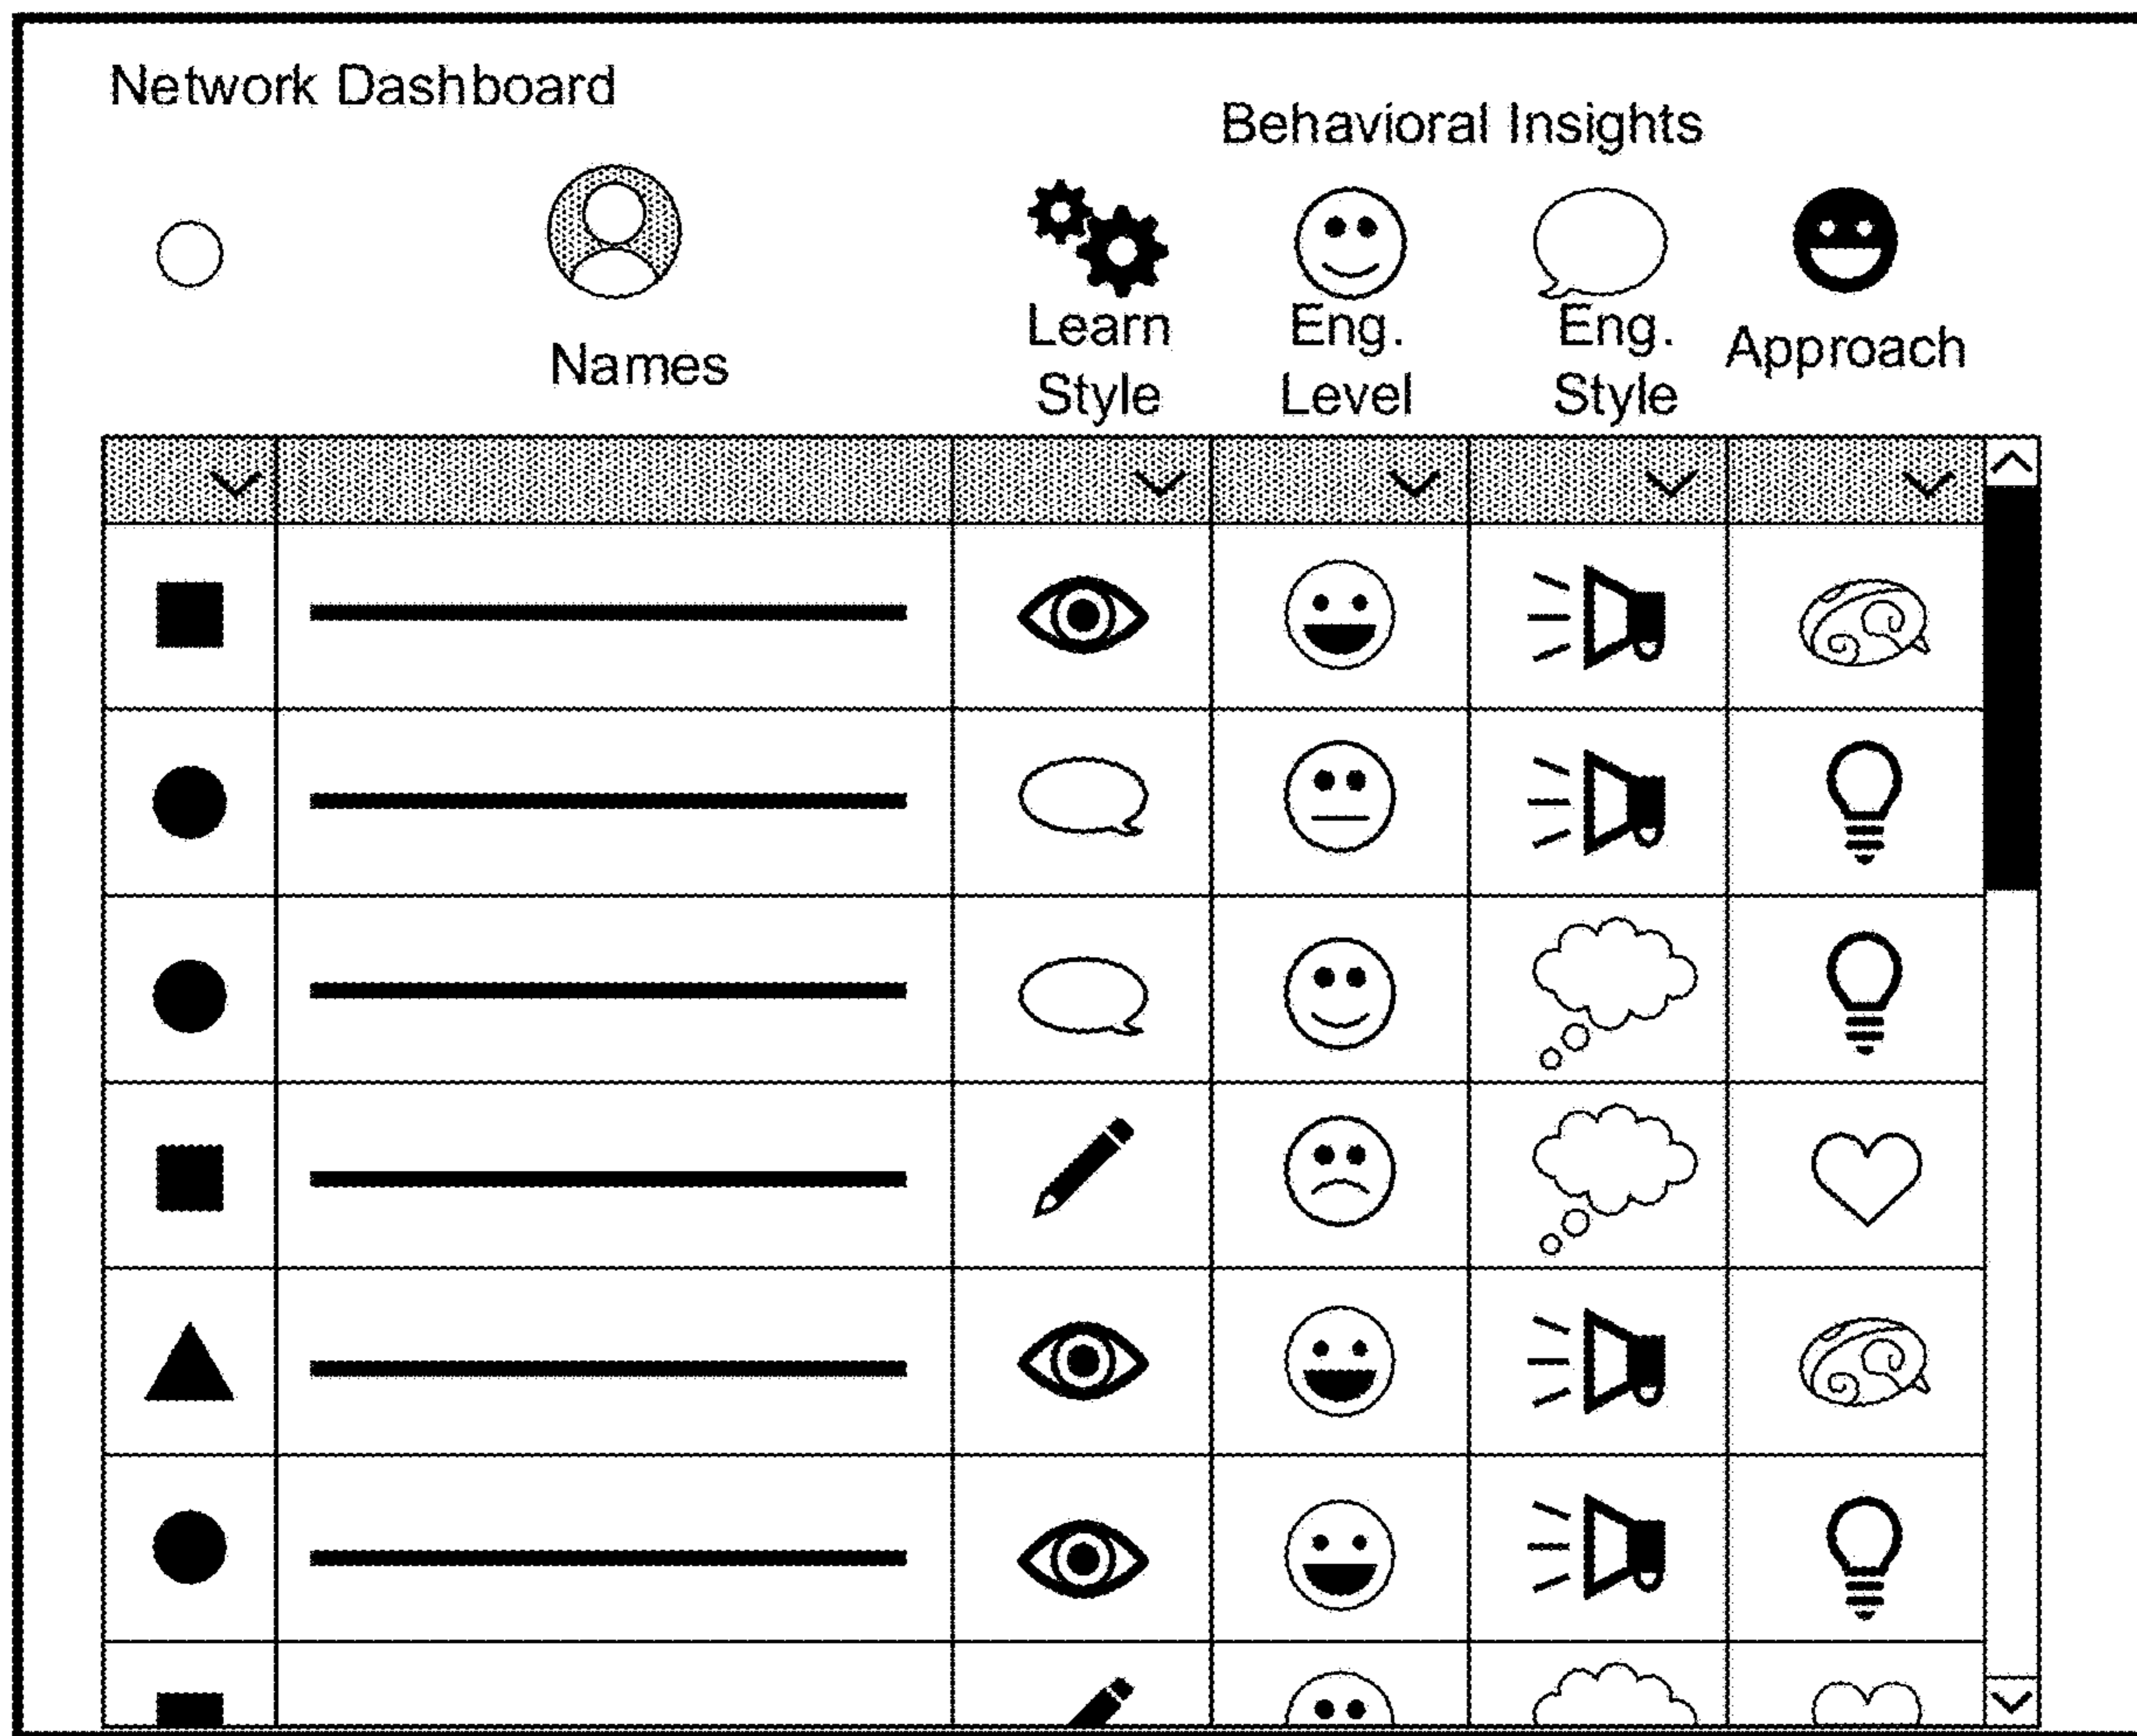 Network Dashboard
Behavioral Insights
Names
Learn
Style
Eng.
Level
Eng.
Style
Approach